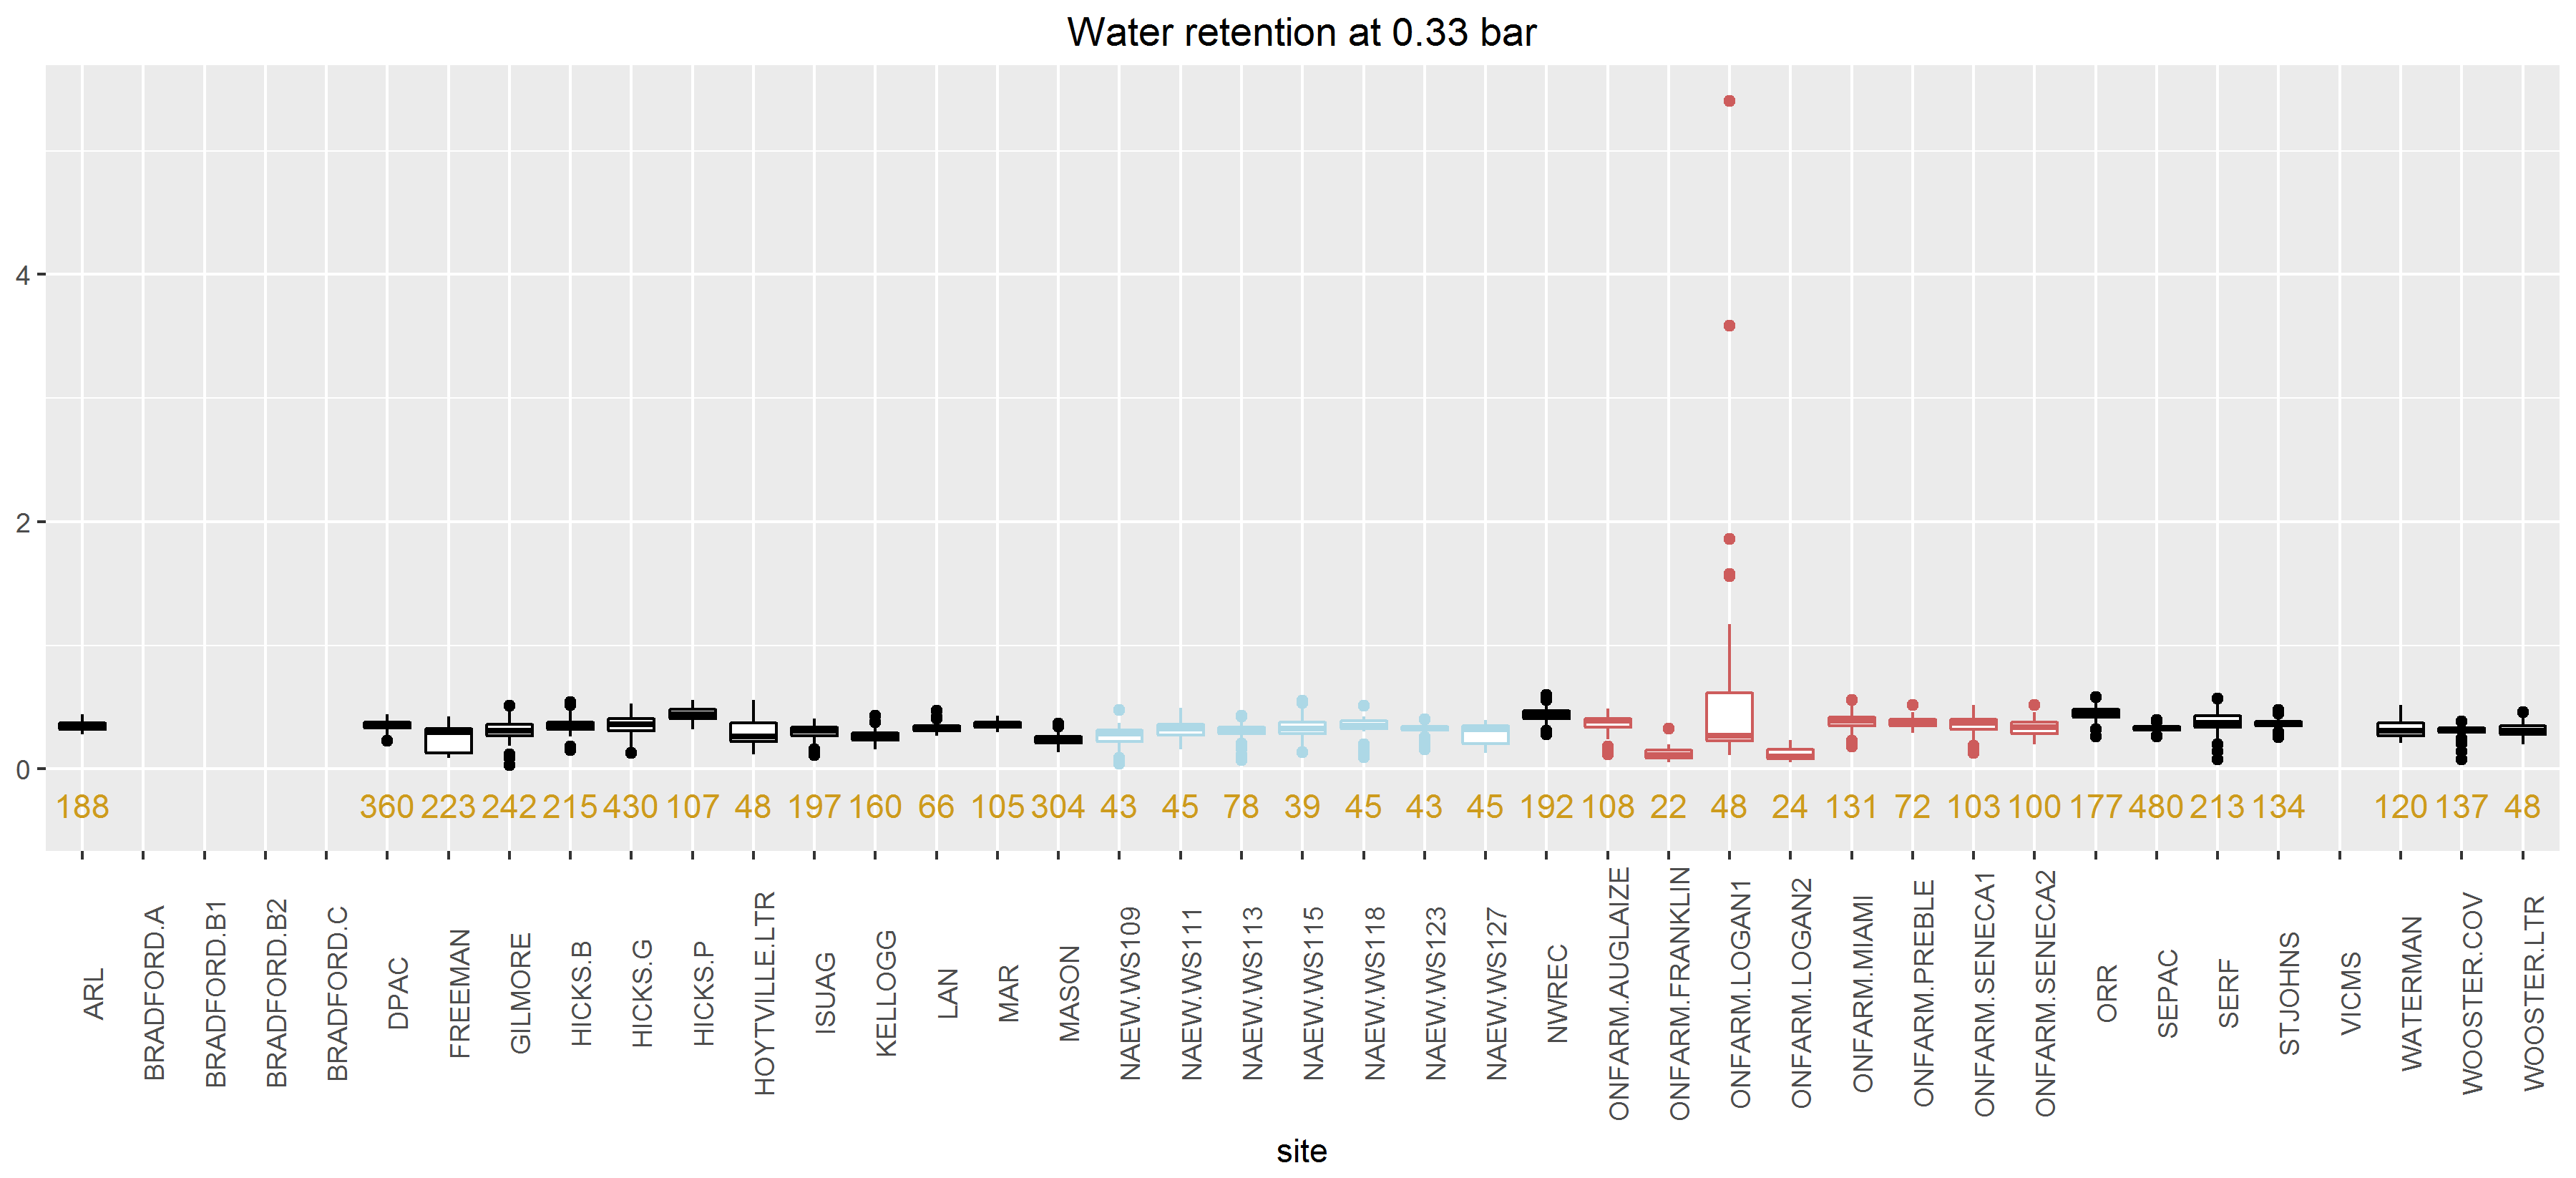 Water retention at 0.33 bar
4
2
0
188 360 223 242 215 430 107 48 197 160 66 105 304 43 45 78 39 45 43 45 192 108 22 48 24 131 72 103 100 177 480 213 134 120 137 48
ARL
BRADFORD.A
BRADFORD.B1
BRADFORD.B2
BRADFORD.C
DPAC
FREEMAN
GILMORE
HICKS.B
HICKS.G
HICKS.P
HOYTVILLE.LTR
ISUAG
KELLOGG
LAN
MAR
MASON
NAEW.WS109
NAEW.WS111
NAEW.WS113
NAEW.WS115
NAEW.WS118
NAEW.WS123
NAEW.WS127
NWREC
ONFARM.AUGLAIZE
ONFARM.FRANKLIN
ONFARM.LOGAN1
ONFARM.LOGAN2
ONFARM.MIAMI
ONFARM.PREBLE
ONFARM.SENECA1
ONFARM.SENECA2
ORR
SEPAC
SERF
STJOHNS
VICMS
WATERMAN
WOOSTER.COV
WOOSTER.LTR
site